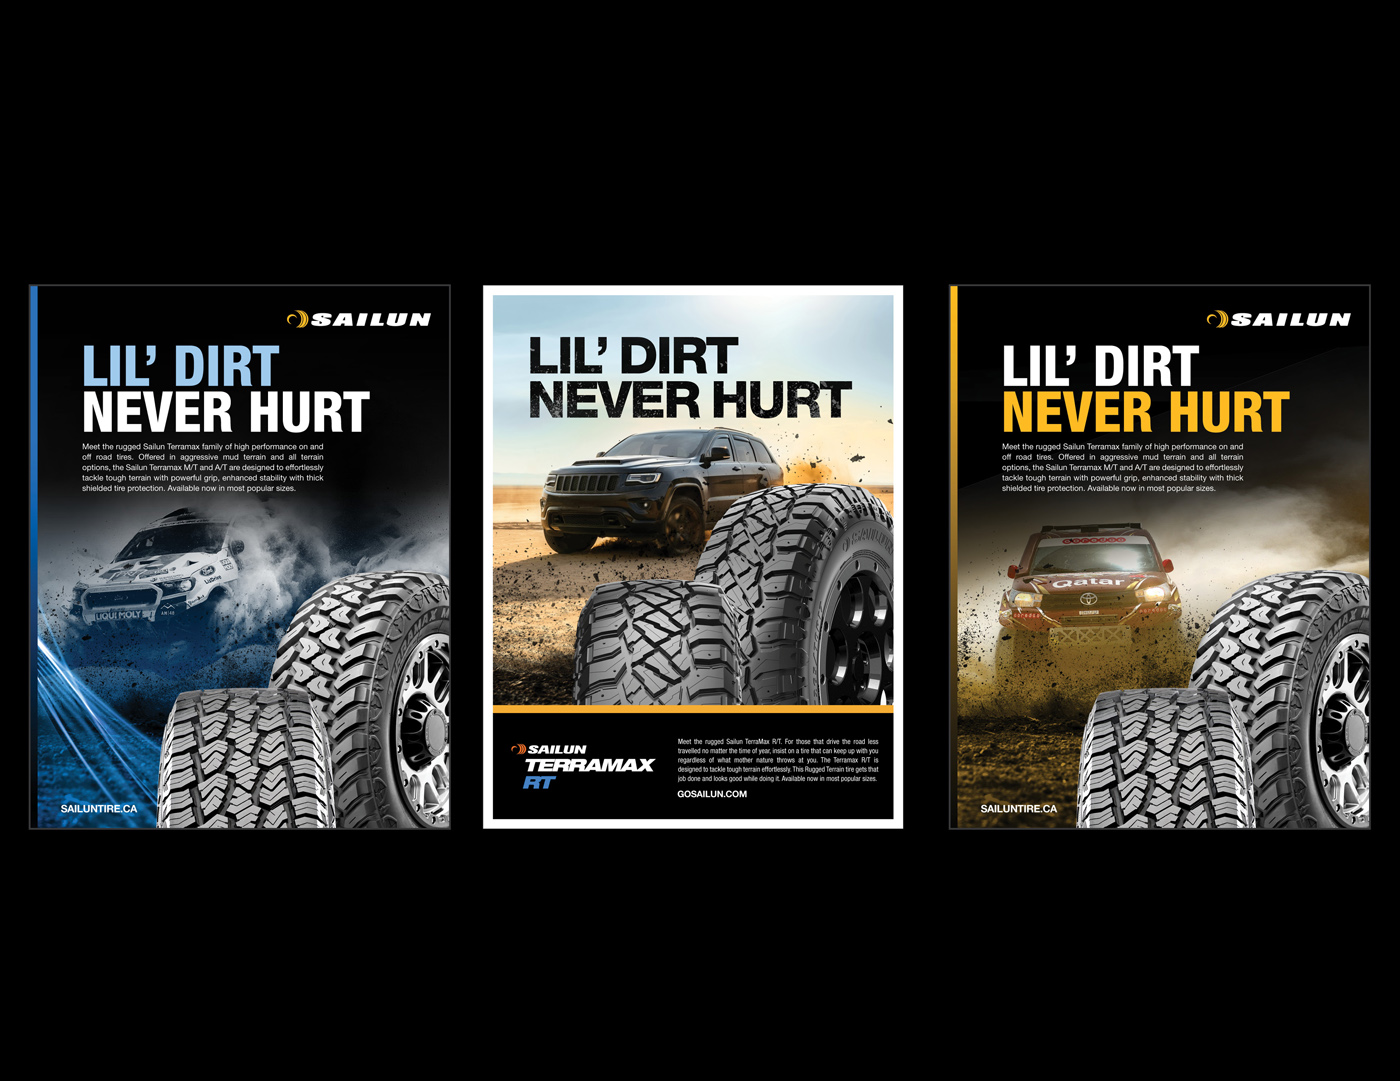 SAILUN
LIL' DIRT
NEVER HURT
Meet the rugged Sailun Terramax family of high performance on and
off road tires. Offered in aggressive mud terrain and all terrain
options, the Sailun Terramax M/T and A/T are designed to effortlessly
tackle tough terrain with powerful grip, enhanced stability with thick
shielded tire protection. Available now in most popular sizes.
LIQUI MOLY
SAILUNTIRE.CA
LIL' DIRT
NEVER HURT
SAILUN
SAILUN
TERRAMAX
RT
Meet the rugged Sailun TerraMax R/T. For those that drive the road less
travelled no matter the time of year, insist on a tire that can keep up with you
regardless of what mother nature throws at you. The Terramax R/T is
designed to tackle tough terrain effortlessly. This Rugged Terrain tire gets that
job done and looks good while doing it. Available now in most popular sizes.
GOSAILUN.COM
SAILUN
LIL' DIRT
NEVER HURT
Meet the rugged Sailun Terramax family of high performance on and
off road tires. Offered in aggressive mud terrain and all terrain
options, the Sailun Terramax M/T and A/T are designed to effortlessly
tackle tough terrain with powerful grip, enhanced stability with thick
shielded tire protection. Available now in most popular sizes.
ooredoo
Qatar
SAILUNTIRE.CA